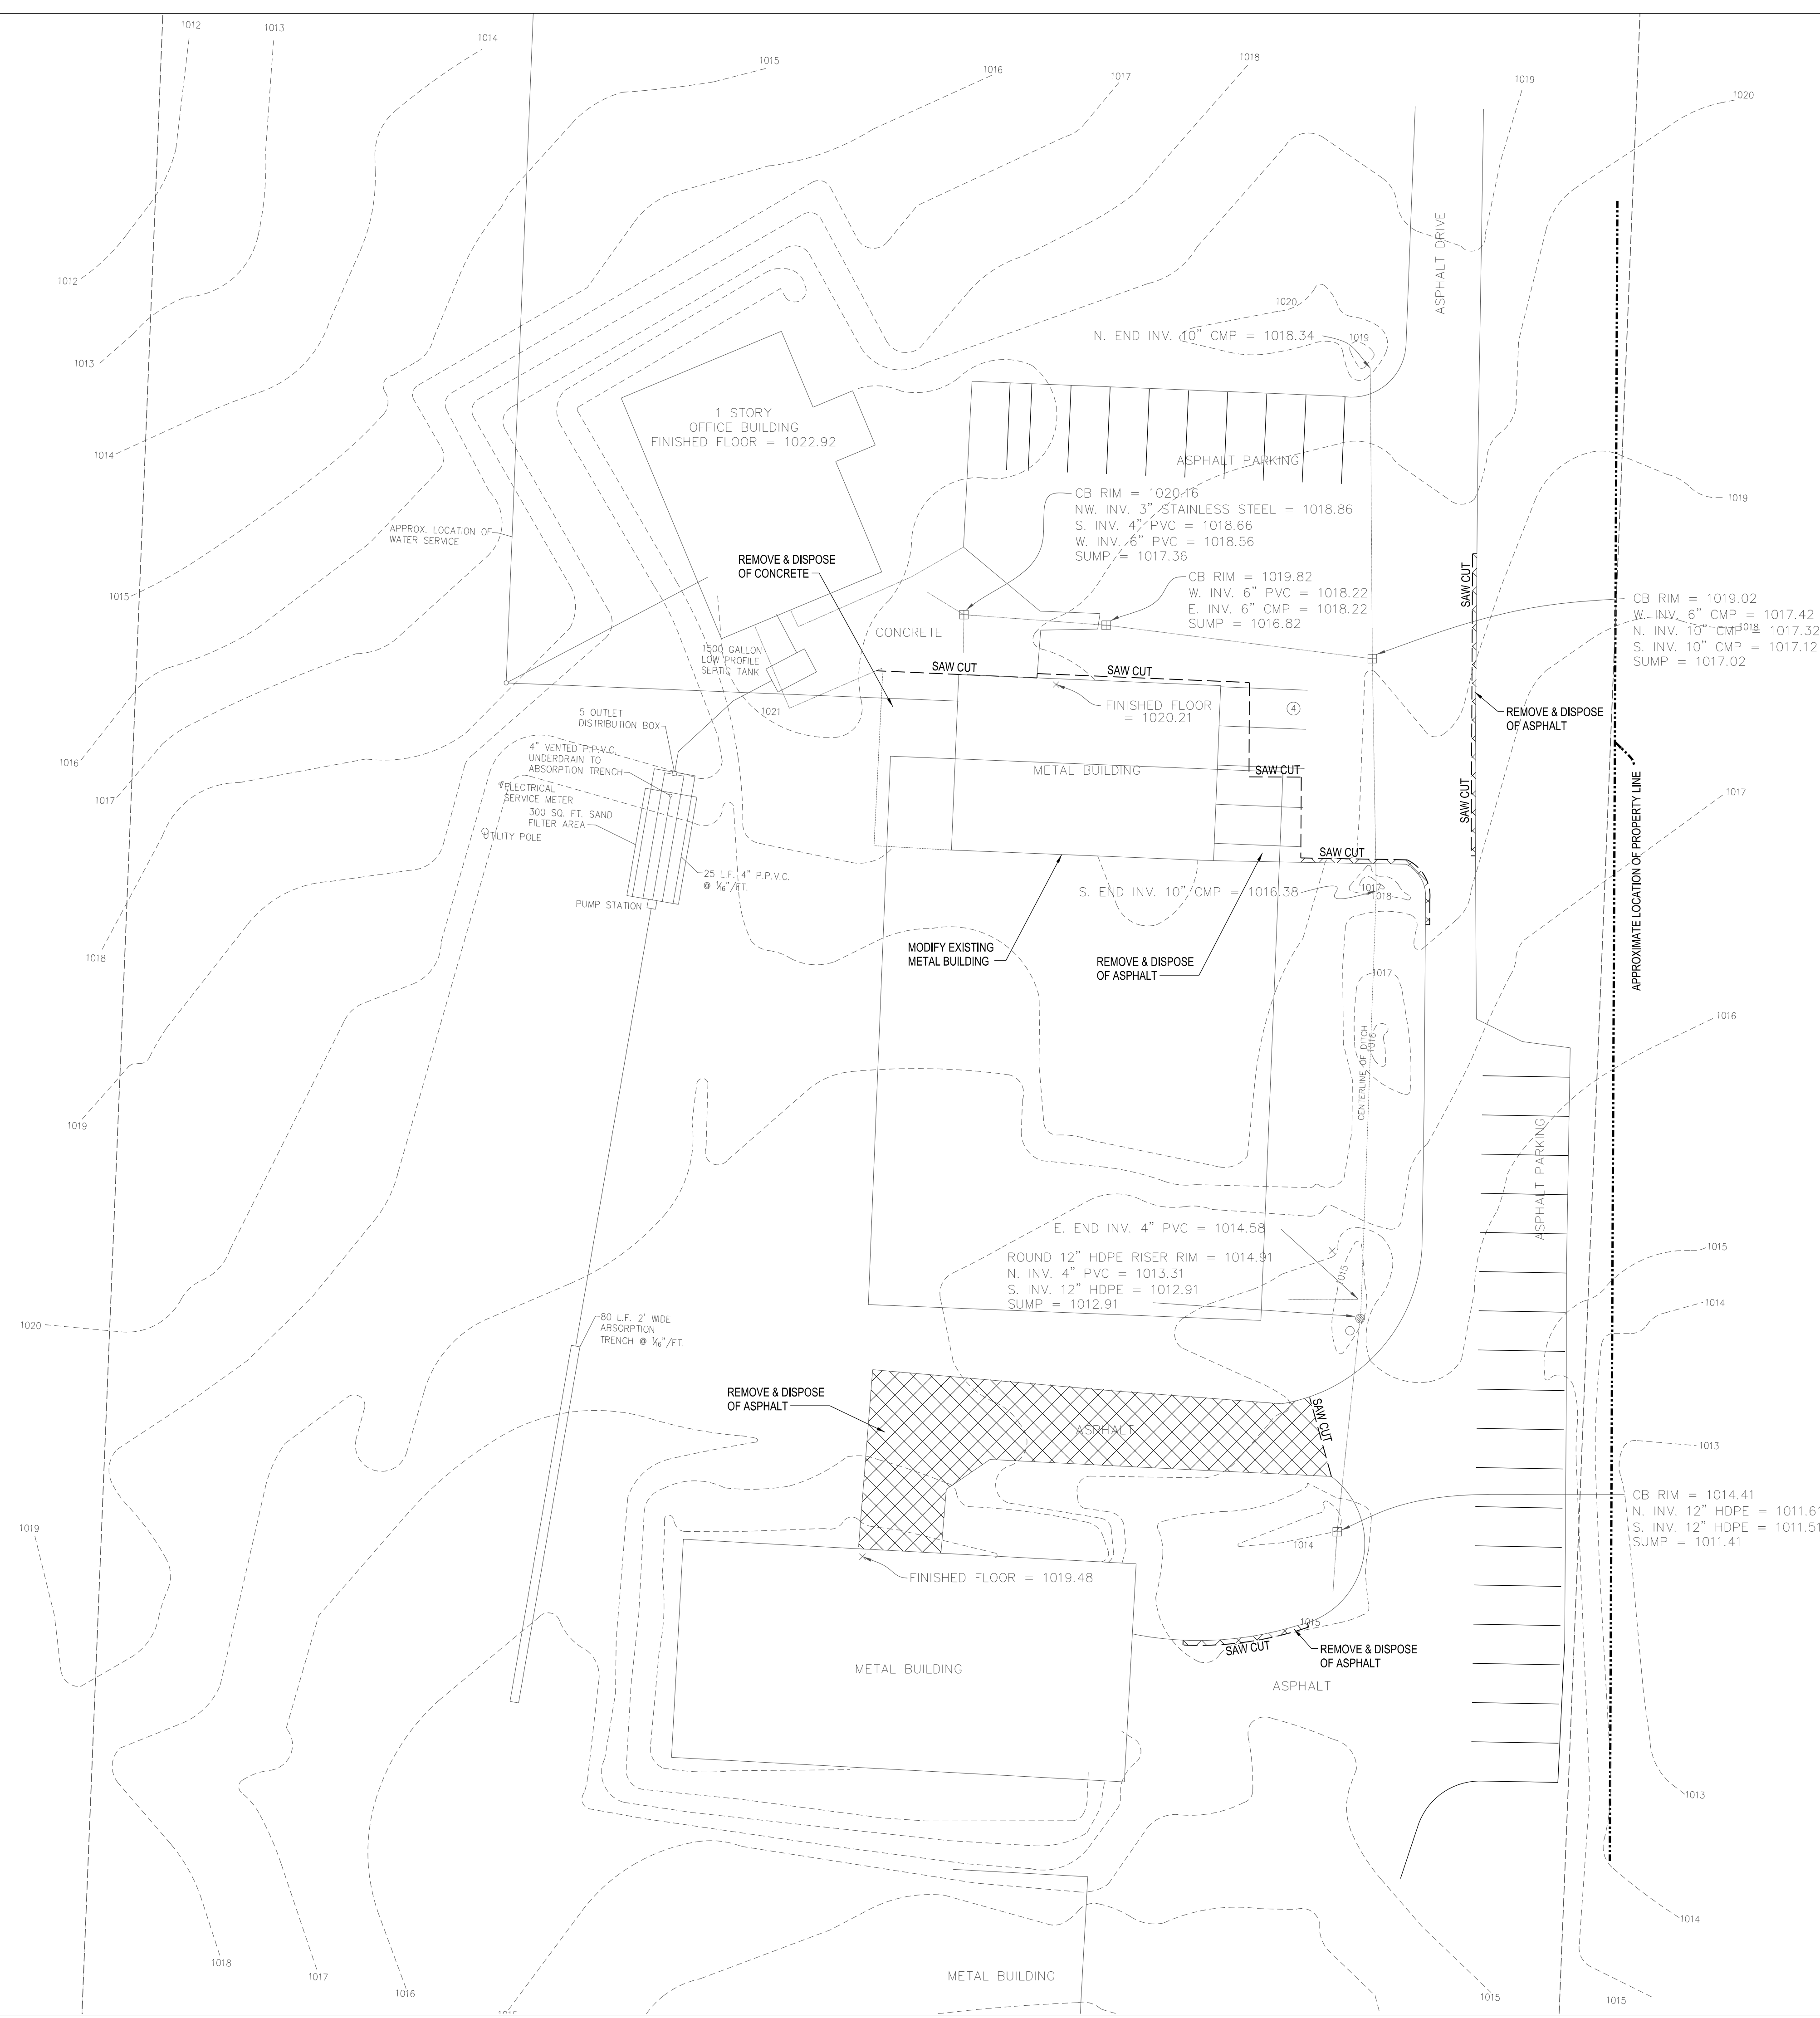 1012
1013
1014
1015
1016
1017
1018
1019
1020
1012
1013
1014
1015
1016
1017
1018
1019
1020
1019
ASPHALT DRIVE
1020
1019
N. END INV. 10" CMP = 1018.34
1 STORY
OFFICE BUILDING
FINISHED FLOOR = 1022.92
ASPHALT PARKING
CB RIM = 1020.16
NW. INV. 3" STAINLESS STEEL = 1018.86
S. INV. 4" PVC = 1018.66
W. INV. 6" PVC = 1018.56
SUMP = 1017.36
CB RIM = 1019.82
W. INV. 6" PVC = 1018.22
E. INV. 6" CMP = 1018.22
SUMP = 1016.82
1019
CB RIM = 1019.02
W. INV. 6" CMP = 1017.42
N. INV. 10" CMP = 1017.32
S. INV. 10" CMP = 1017.12
SUMP = 1017.02
1018
APPROX. LOCATION OF
WATER SERVICE
REMOVE & DISPOSE
OF CONCRETE
CONCRETE
1500 GALLON
LOW PROFILE
SEPTIC TANK
SAW CUT
SAW CUT
SAW CUT
SAW CUT
REMOVE & DISPOSE
OF ASPHALT
1021
FINISHED FLOOR
= 1020.21
4
5 OUTLET
DISTRIBUTION BOX
4" VENTED P.P.V.C.
UNDERDRAIN TO
ABSORPTION TRENCH
ELECTRICAL
SERVICE METER
300 SQ. FT. SAND
FILTER AREA
UTILITY POLE
METAL BUILDING
SAW CUT
SAW CUT
APPROXIMATE LOCATION OF PROPERTY LINE
1017
25 L.F. 4" P.P.V.C.
@ 1/16"/FT.
PUMP STATION
S. END INV. 10" CMP = 1016.38
1017
1018
MODIFY EXISTING
METAL BUILDING
REMOVE & DISPOSE
OF ASPHALT
1017
1016
CENTERLINE OF DITCH
1016
ASPHALT PARKING
E. END INV. 4" PVC = 1014.58
ROUND 12" HDPE RISER RIM = 1014.91
N. INV. 4" PVC = 1013.31
S. INV. 12" HDPE = 1012.91
SUMP = 1012.91
1015
1015
1014
80 L.F. 2' WIDE
ABSORPTION
TRENCH @ 1/16"/FT.
REMOVE & DISPOSE
OF ASPHALT
ASPHALT
SAW CUT
1013
CB RIM = 1014.41
N. INV. 12" HDPE = 1011.61
S. INV. 12" HDPE = 1011.51
SUMP = 1011.41
1014
FINISHED FLOOR = 1019.48
1015
SAW CUT
REMOVE & DISPOSE
OF ASPHALT
METAL BUILDING
ASPHALT
1013
1014
1018
1017
1016
METAL BUILDING
1015
1015